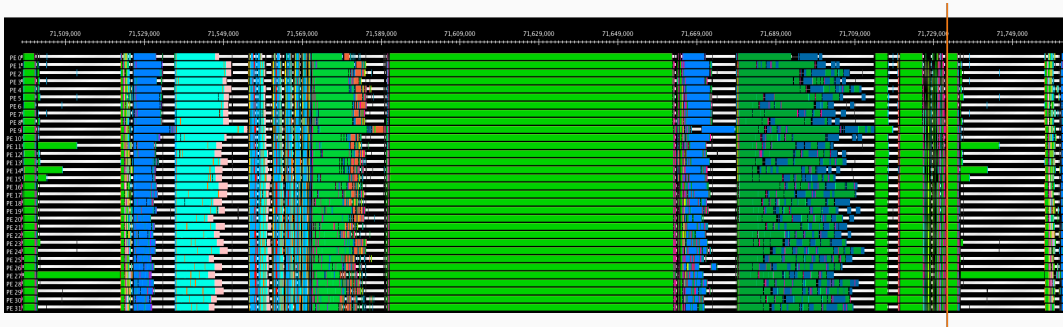 71,509,000 71,529,000 71,549,000 71,569,000 71,589,000 71,609,000 71,629,000 71,649,000 71,669,000 71,689,000 71,709,000 71,729,000 71,749,000
PE 0
PE 1
PE 2
PE 3
PE 4
PE 5
PE 6
PE 7
PE 8
PE 9
PE 10
PE 11
PE 12
PE 13
PE 14
PE 15
PE 16
PE 17
PE 18
PE 19
PE 20
PE 21
PE 22
PE 23
PE 24
PE 25
PE 26
PE 27
PE 28
PE 29
PE 30
PE 31